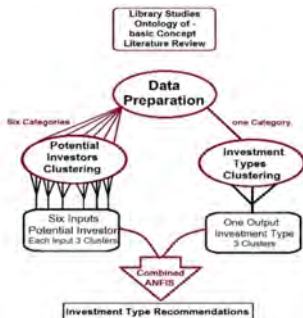 Library Studies
Ontology of -
basic Concept
Literature Review
Data
Preparation
Six Categories
one Category
Potential
Investors
Clustering
Investment
Types
Clustering
Six Inputs
Potential Investor
Each Input 3 Clusters
One Output
Investment Type
3 Clusters
Combined
ANFIS
Investment Type Recommendations